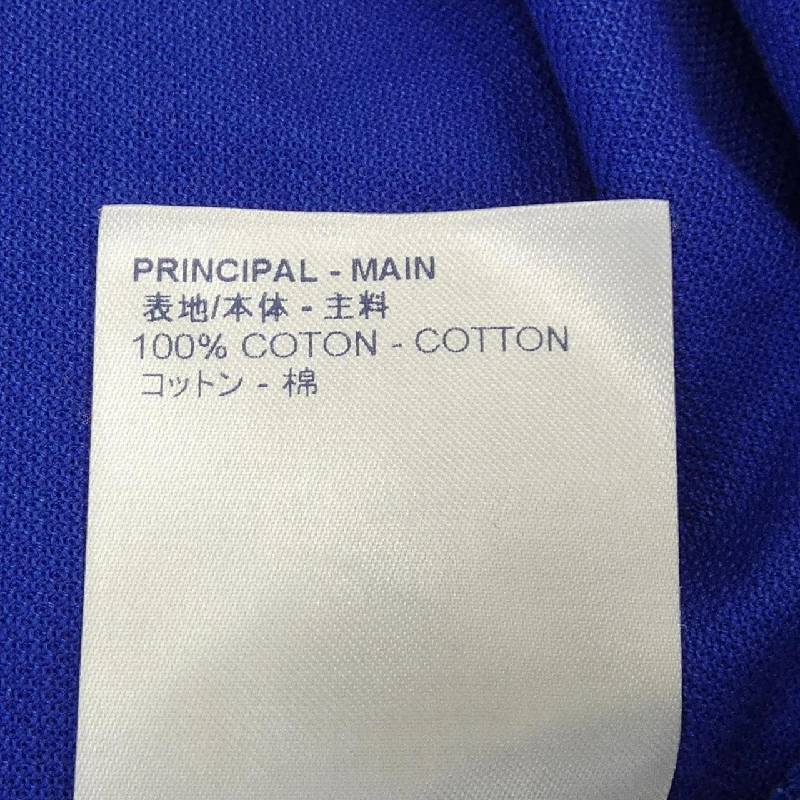 PRINCIPAL - MAIN
表地/本体 - 主料
100% COTON - COTTON
コットン - 棉